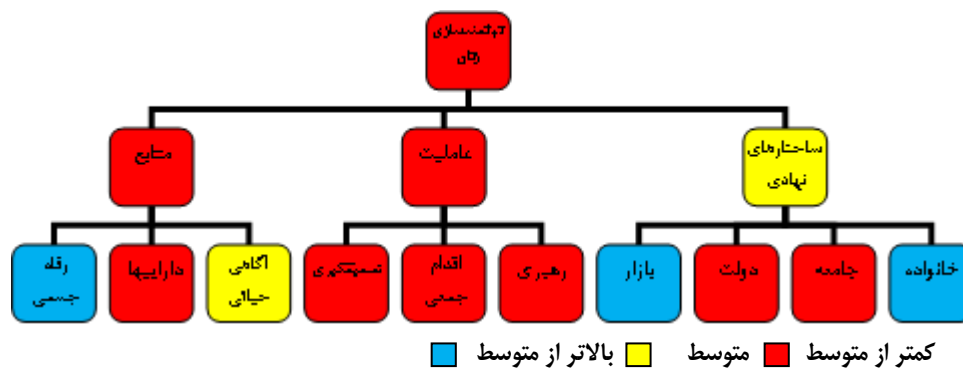 توانمندسازی
زنان
ساختارهای
نهادی
عاملیت
منابع
خانواده
جامعه
دولت
بازار
رهبری
اقدام
جمعی
تصمیمگیری
آگاهی
حیاتی
داراییها
رفاه
جسمی
کمتر از متوسط متوسط بالاتر از متوسط